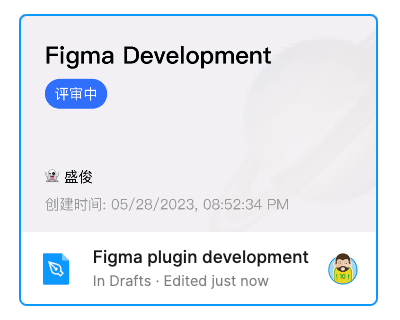 Figma Development
评审中
👻 盛俊
创建时间: 05/28/2023, 08:52:34 PM
Figma plugin development
In Drafts · Edited just now